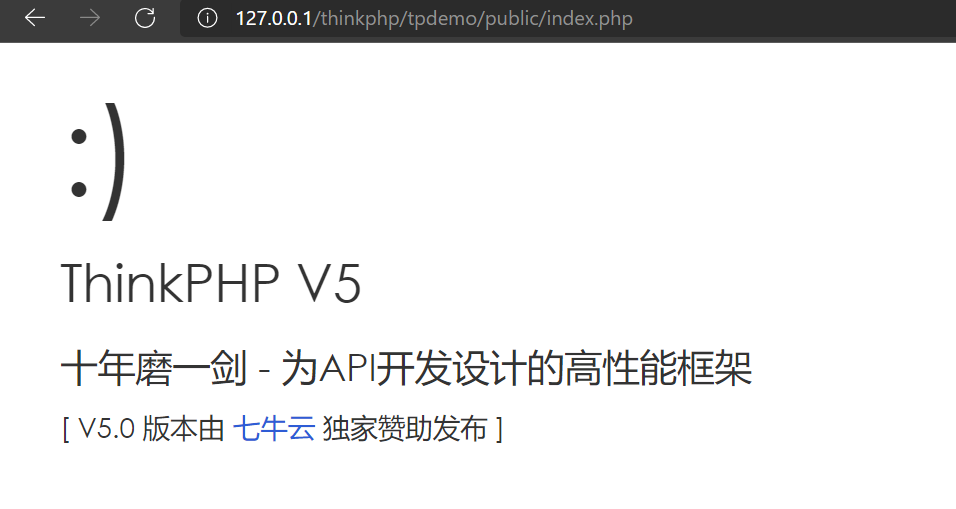 127.0.0.1/thinkphp/tpdemo/public/index.php
:)
ThinkPHP V5
十年磨一剑 - 为API开发设计的高性能框架
[ V5.0 版本由 七牛云 独家赞助发布 ]